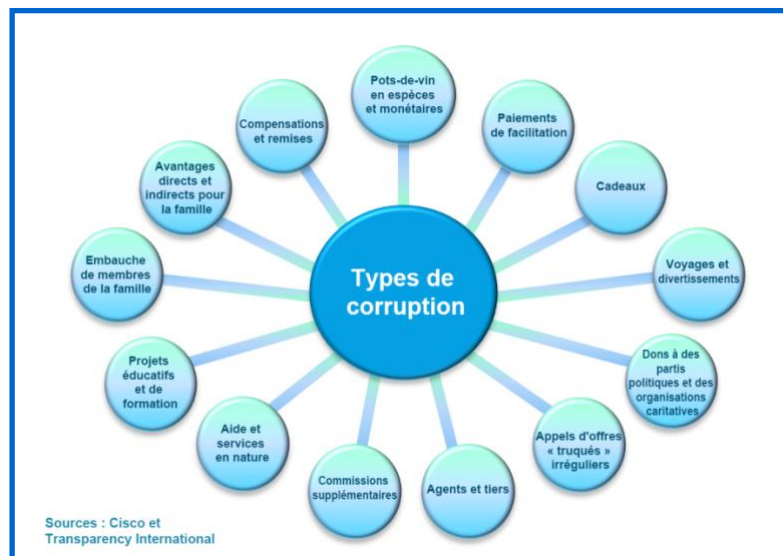 Types de
corruption
Pots-de-vin
en espèces
et monétaires
Paiements
de facilitation
Cadeaux
Voyages et
divertissements
Dons à des
partis
politiques et des
organisations
caritatives
Appels d'offres
« truqués »
irréguliers
Agents et tiers
Commissions
supplémentaires
Aide et
services
en nature
Projets
éducatifs
et de
formation
Embauche
de membres
de la famille
Avantages
directs et
indirects pour
la famille
Compensations
et remises
Sources : Cisco et
Transparency International